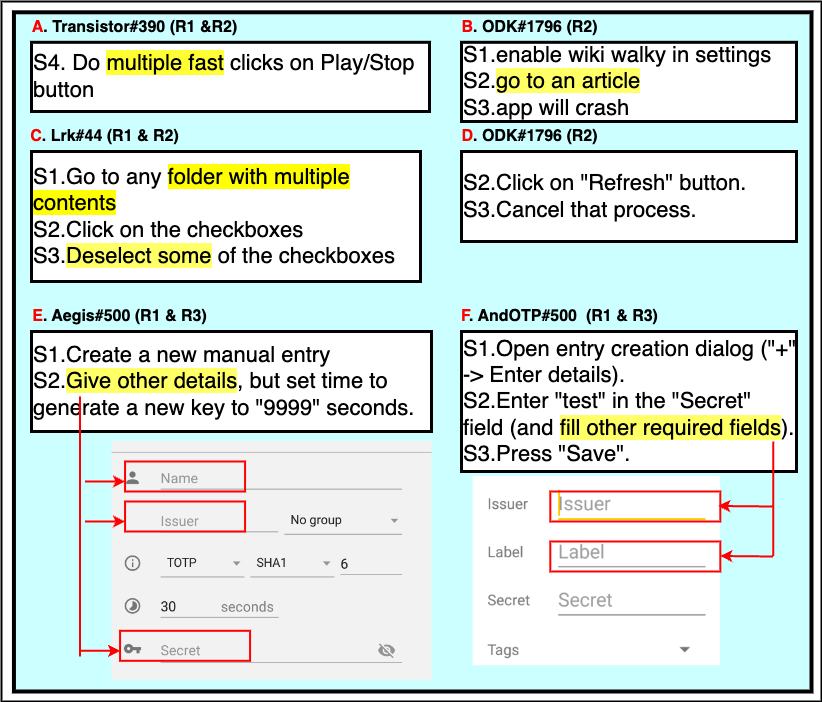 A. Transistor#390 (R1 &R2)
S4. Do multiple fast clicks on Play/Stop
button
B. ODK#1796 (R2)
S1.enable wiki walky in settings
S2.go to an article
S3.app will crash
C. Lrk#44 (R1 & R2)
S1.Go to any folder with multiple
contents
S2.Click on the checkboxes
S3.Deselect some of the checkboxes
D. ODK#1796 (R2)
S2.Click on "Refresh" button.
S3.Cancel that process.
E. Aegis#500 (R1 & R3)
S1.Create a new manual entry
S2.Give other details, but set time to
generate a new key to "9999" seconds.
Name
Issuer
No group
TOTP
SHA1
6
30
seconds
Secret
F. AndOTP#500 (R1 & R3)
S1.Open entry creation dialog ("+"
-> Enter details).
S2.Enter "test" in the "Secret"
field (and fill other required fields).
S3.Press "Save".
Issuer
Issuer
Label
Label
Secret
Secret
Tags